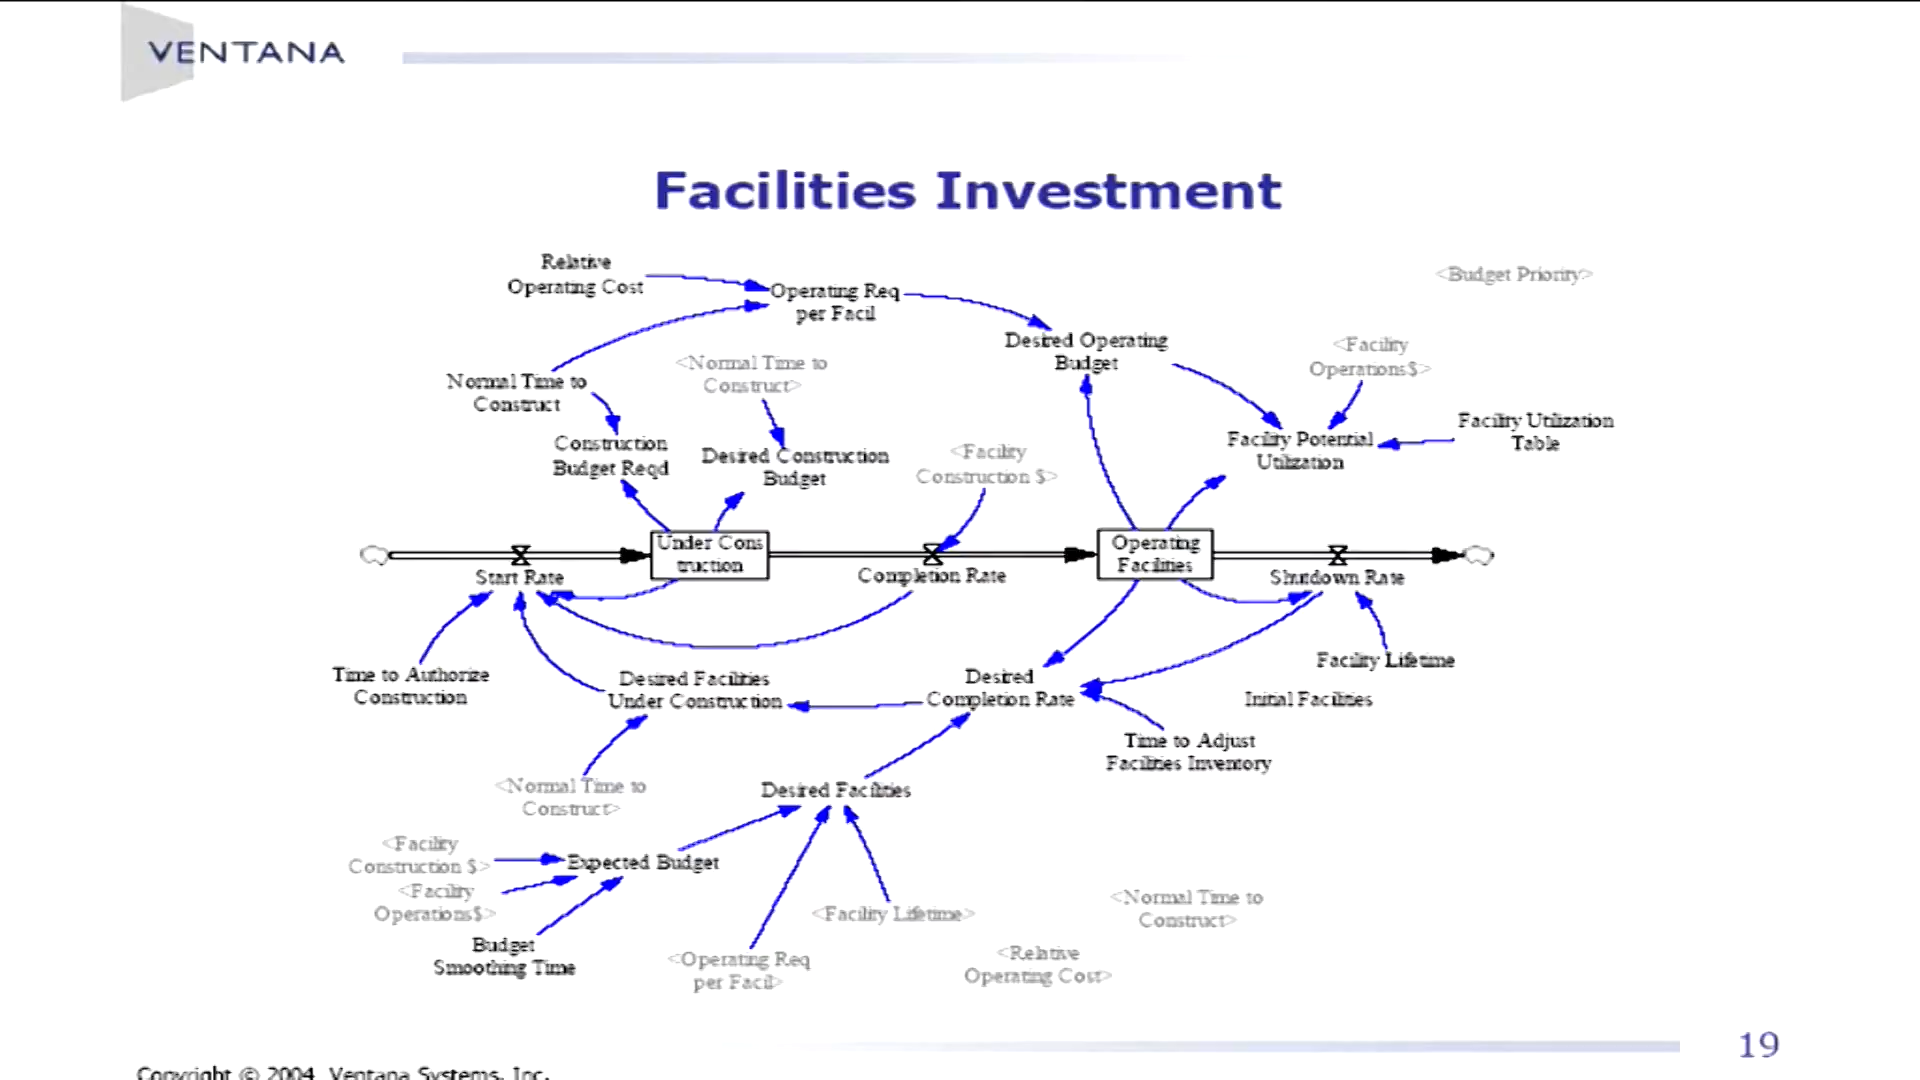 VENTANA
Facilities Investment
Relative
Operating Cost
Operating Req
per Facil
<Budget Priority>
Desired Operating
Budget
<Facility
Operations$>
<Normal Time to
Construct>
Normal Time to
Construct
Facility Utilization
Table
Construction
Budget Reqd
Desired Construction
Budget
<Facility
Construction $>
Facility Potential
Utilization
Under Cons
truction
Operating
Facilities
Start Rate
Completion Rate
Shutdown Rate
Time to Authorize
Construction
Desired Facilities
Under Construction
Desired
Completion Rate
Facility Lifetime
Initial Facilities
Time to Adjust
Facilities Inventory
<Normal Time to
Construct>
Desired Facilities
<Facility
Construction $>
Expected Budget
<Facility
Operations$>
Budget
Smoothing Time
<Operating Req
per Facil>
<Facility Lifetime>
<Relative
Operating Cost>
<Normal Time to
Construct>
19
Copyright © 2004 Ventana Systems, Inc.